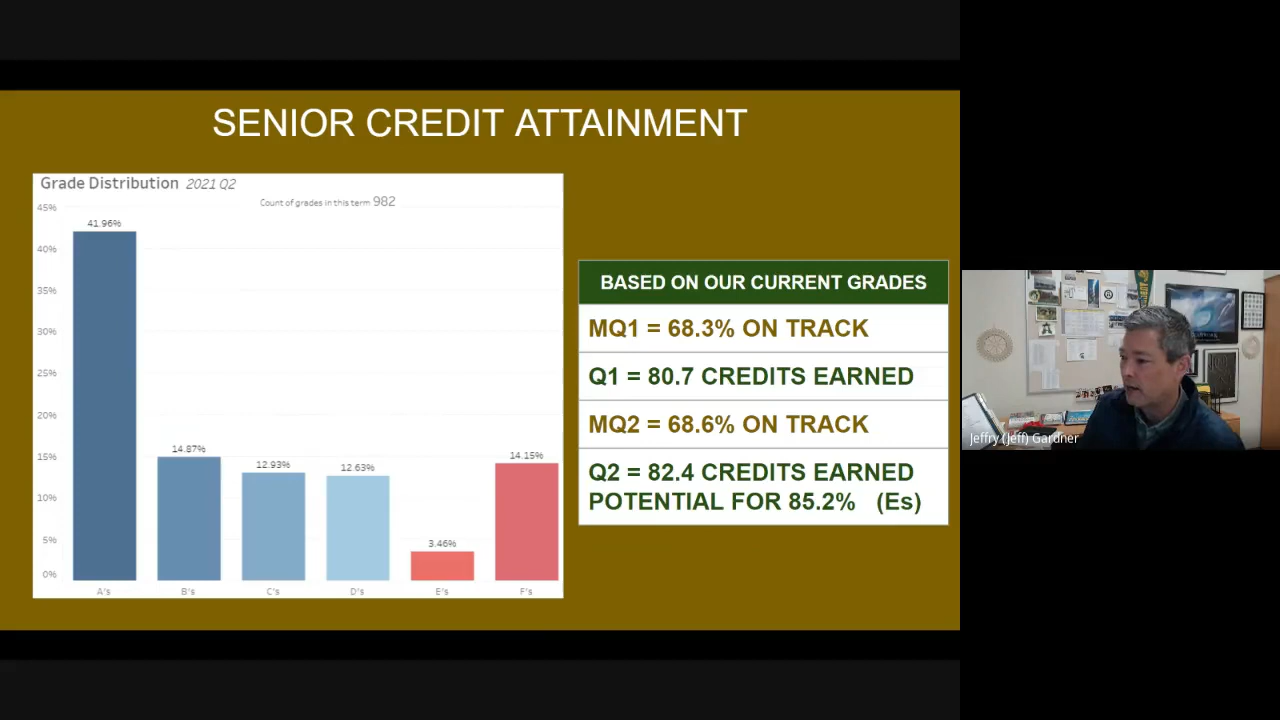 SENIOR CREDIT ATTAINMENT
Grade Distribution 2021 Q2
Count of grades in this term 982
45%
41.96%
40%
35%
30%
25%
20%
15%
14.87%
12.93%
12.63%
14.15%
10%
5%
3.46%
0%
A's B's C's D's E's F's
BASED ON OUR CURRENT GRADES
MQ1 = 68.3% ON TRACK
Q1 = 80.7 CREDITS EARNED
MQ2 = 68.6% ON TRACK
Q2 = 82.4 CREDITS EARNED
POTENTIAL FOR 85.2% (Es)
Jeffry (Jeff) Gardner